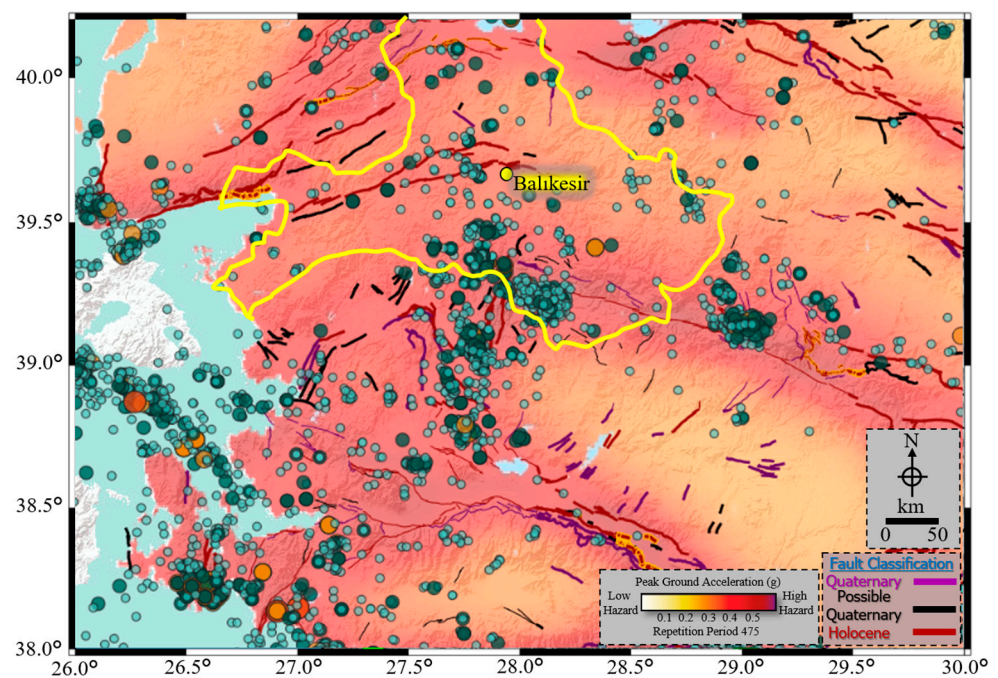 40.0°
39.5°
39.0°
38.5°
38.0°
Balıkesir
N
km
0 50
Fault Classification
Quaternary
Possible
Quaternary
Holocene
Peak Ground Acceleration (g)
Low
Hazard
High
Hazard
0.1 0.2 0.3 0.4 0.5
Repetition Period 475
26.0° 26.5° 27.0° 27.5° 28.0° 28.5° 29.0° 29.5° 30.0°